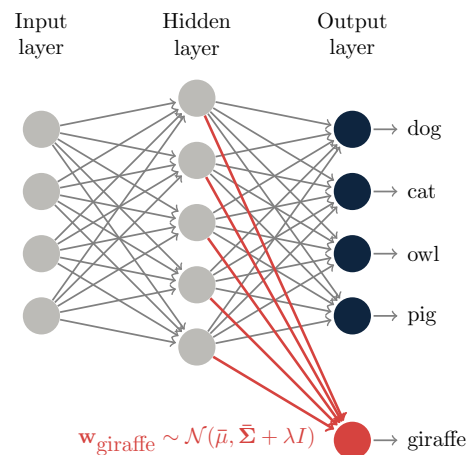 Input
layer
Hidden
layer
Output
layer
dog
cat
owl
pig
w_giraffe ∼ 𝒩(μ̄, Σ̄ + λI)
giraffe